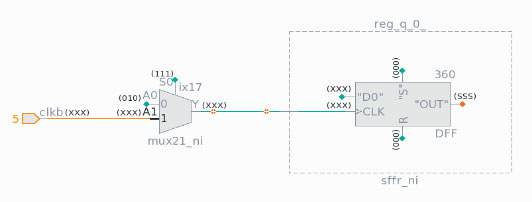 reg_q_0_
(111)
S0 ix17
(000)
360
(010) A0 0
(XXX) "D0" "S" "OUT" (SSS)
5 clkb (XXX) (XXX) A1 1 Y (XXX) (XXX) >CLK R
mux21_ni
(000)
DFF
sffr_ni